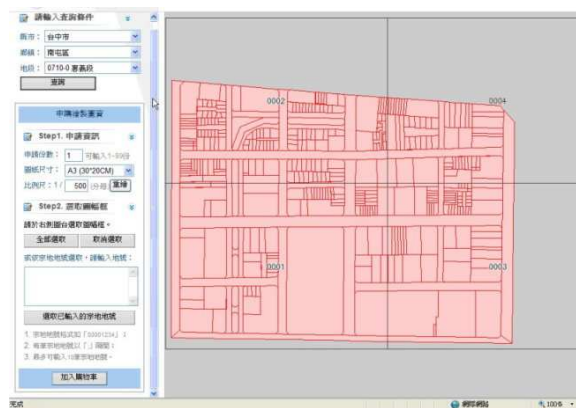 請輸入查詢條件
縣市：台中市
鄉鎮：南屯區
地段：0710-0 惠義段
查詢
申請繪製圖資
Step1. 申請資訊
申請份數：1 可輸入1-99份
圖紙尺寸：A3 (30*20CM)
比例尺：1/ 500 (分母)
Step2. 選取圖幅框
請於右側圖台選取圖幅框。
全部選取 取消選取
或依宗地地號選取，請輸入地號：
選取已輸入的宗地地號
1. 宗地地號格式如「00001234」；
2. 每筆宗地地號以「,」隔開；
3. 最多可輸入10筆宗地地號。
加入購物車
0002
0004
0001
0003
完成
網際網路
100%